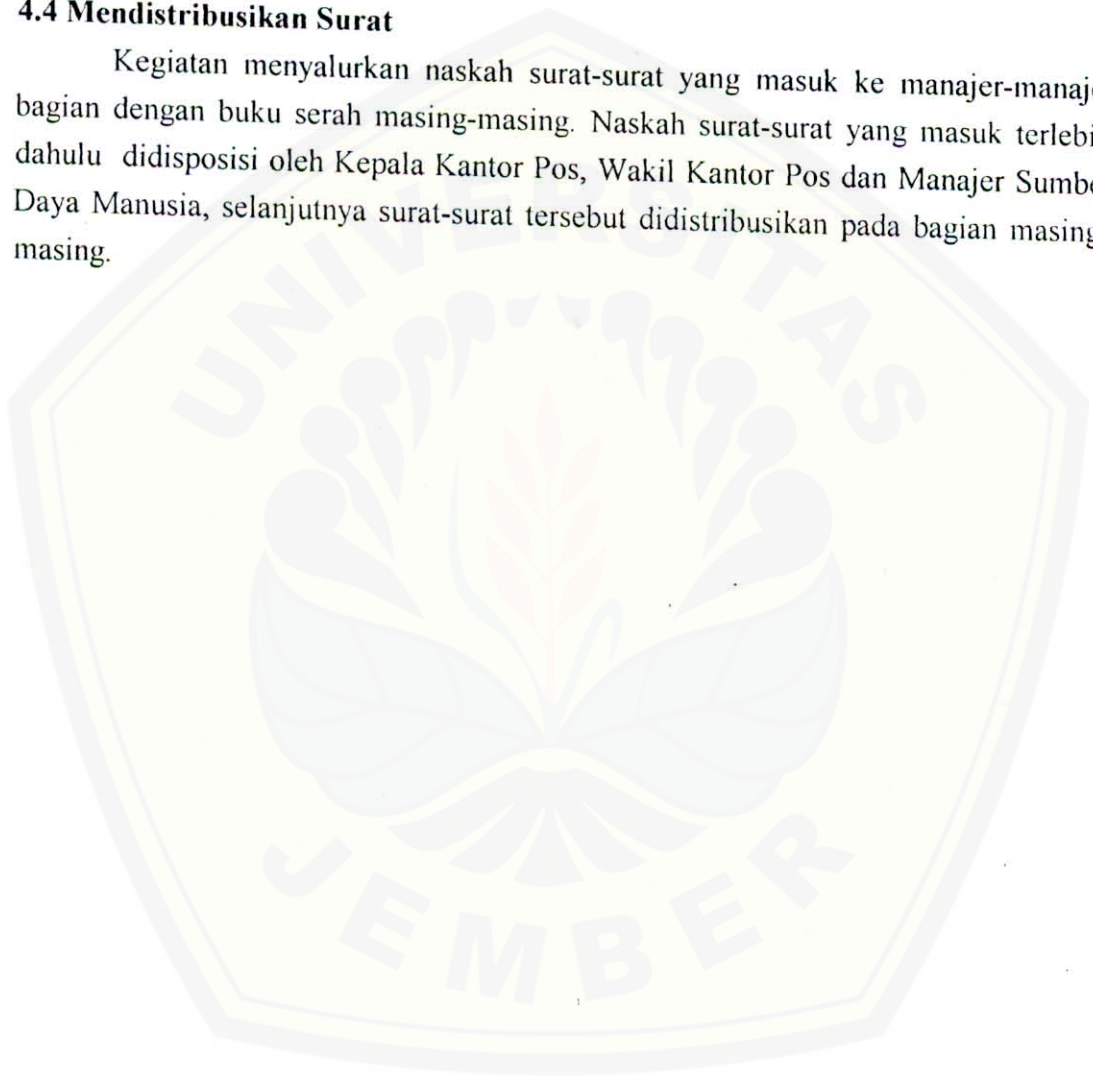 4.4 Mendistribusikan Surat
Kegiatan menyalurkan naskah surat-surat yang masuk ke manajer-manaj
bagian dengan buku serah masing-masing. Naskah surat-surat yang masuk terlebi
dahulu didisposisi oleh Kepala Kantor Pos, Wakil Kantor Pos dan Manajer Sumb
Daya Manusia, selanjutnya surat-surat tersebut didistribusikan pada bagian masing
masing.
UNIVERSITAS
JEMBER